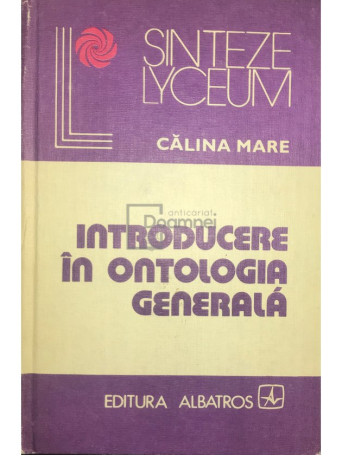 SINTEZE
LYCEUM
CĂLINA MARE
anticariat
INTRODUCERE
ÎN ONTOLOGIA
GENERALĂ
EDITURA ALBATROS